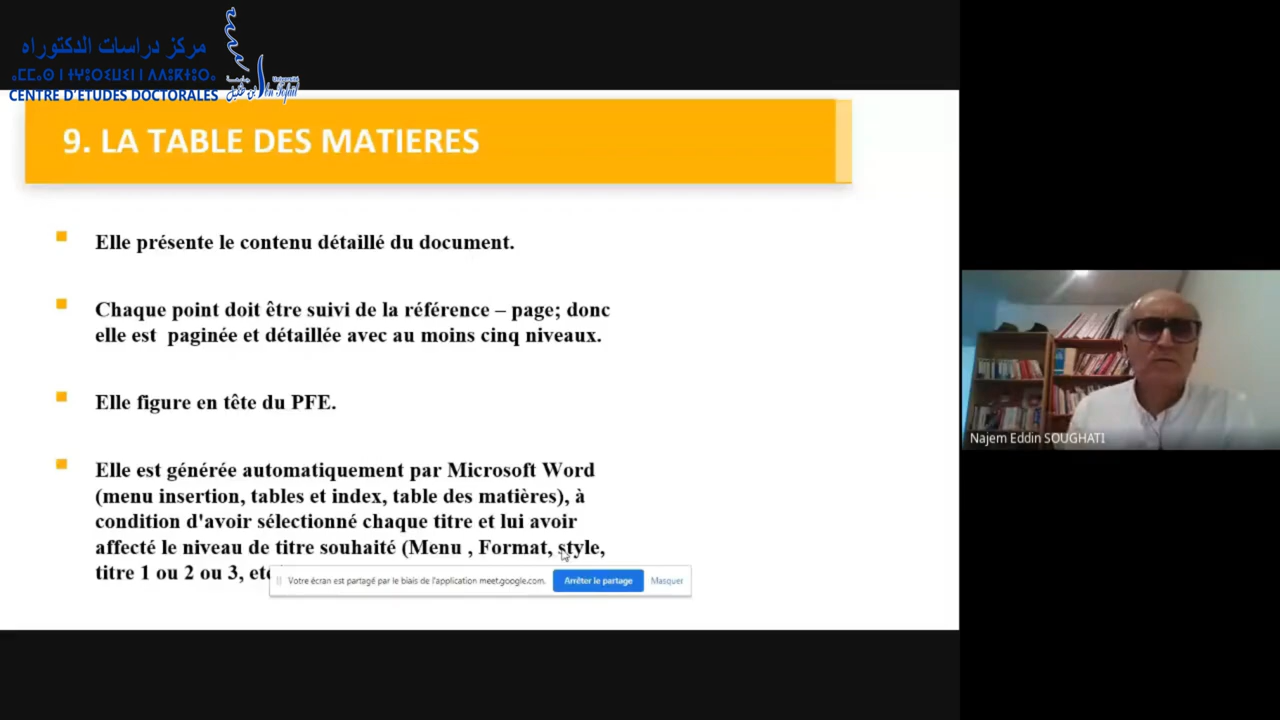 مركز دراسات الدكتوراه
CENTRE D'ETUDES DOCTORALES
Université
9. LA TABLE DES MATIERES
Elle présente le contenu détaillé du document.
Chaque point doit être suivi de la référence – page; donc
elle est paginée et détaillée avec au moins cinq niveaux.
Elle figure en tête du PFE.
Elle est générée automatiquement par Microsoft Word
(menu insertion, tables et index, table des matières), à
condition d'avoir sélectionné chaque titre et lui avoir
affecté le niveau de titre souhaité (Menu , Format, style,
titre 1 ou 2 ou 3, etc
Votre écran est partagé par le biais de l'application meet.google.com.
Arrêter le partage
Masquer
Najem Eddin SOUGHATI